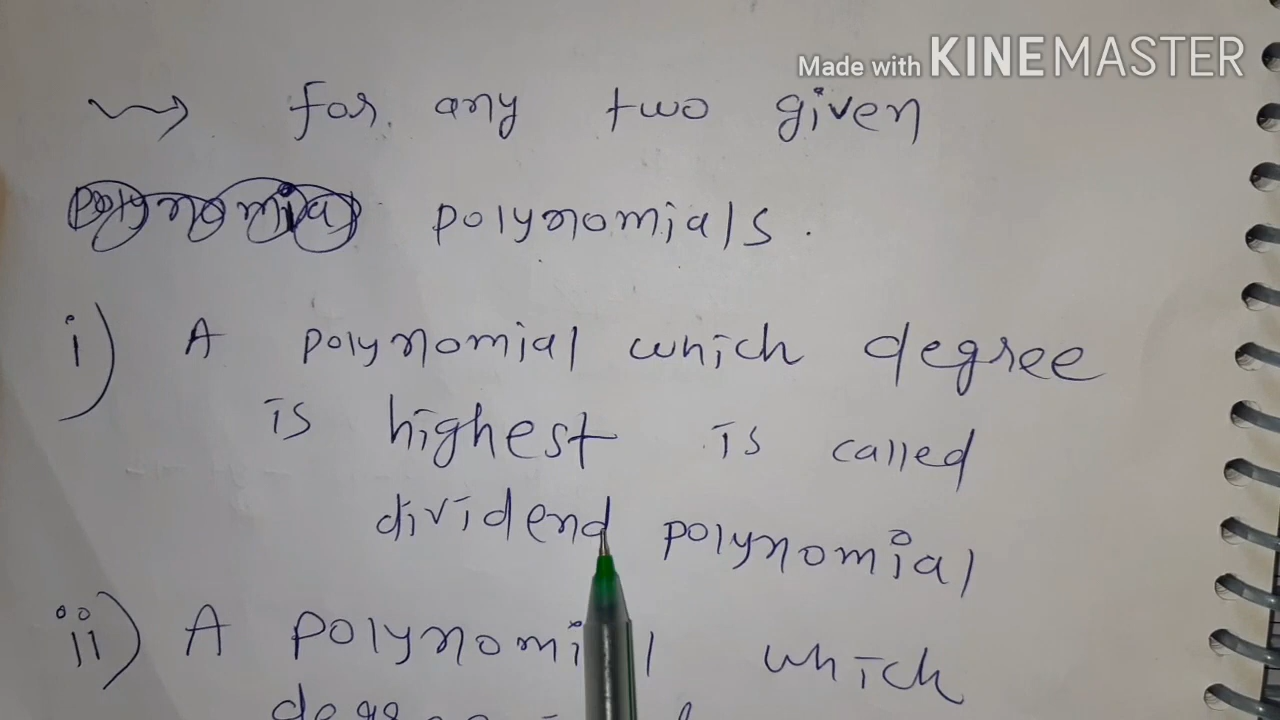 Made with KINEMASTER
for any two given
polynomials.
i) A polynomial which degree
is highest is called
dividend polynomial
ii) A polynomial which